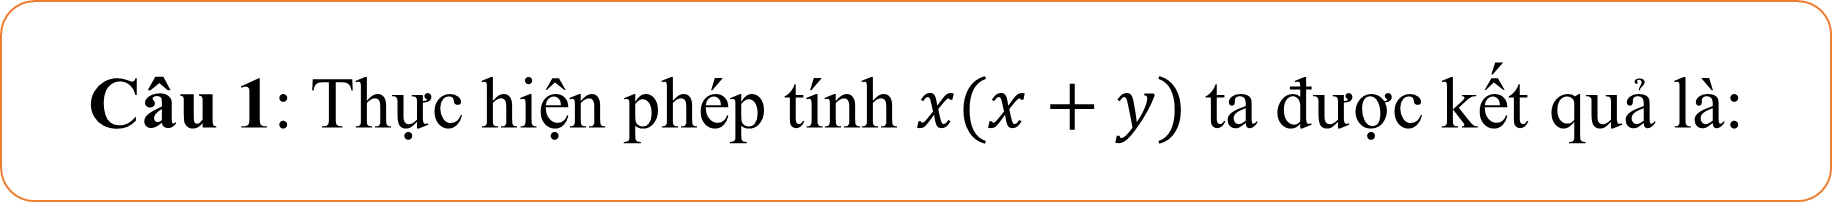 Câu 1: Thực hiện phép tính x(x + y) ta được kết quả là: